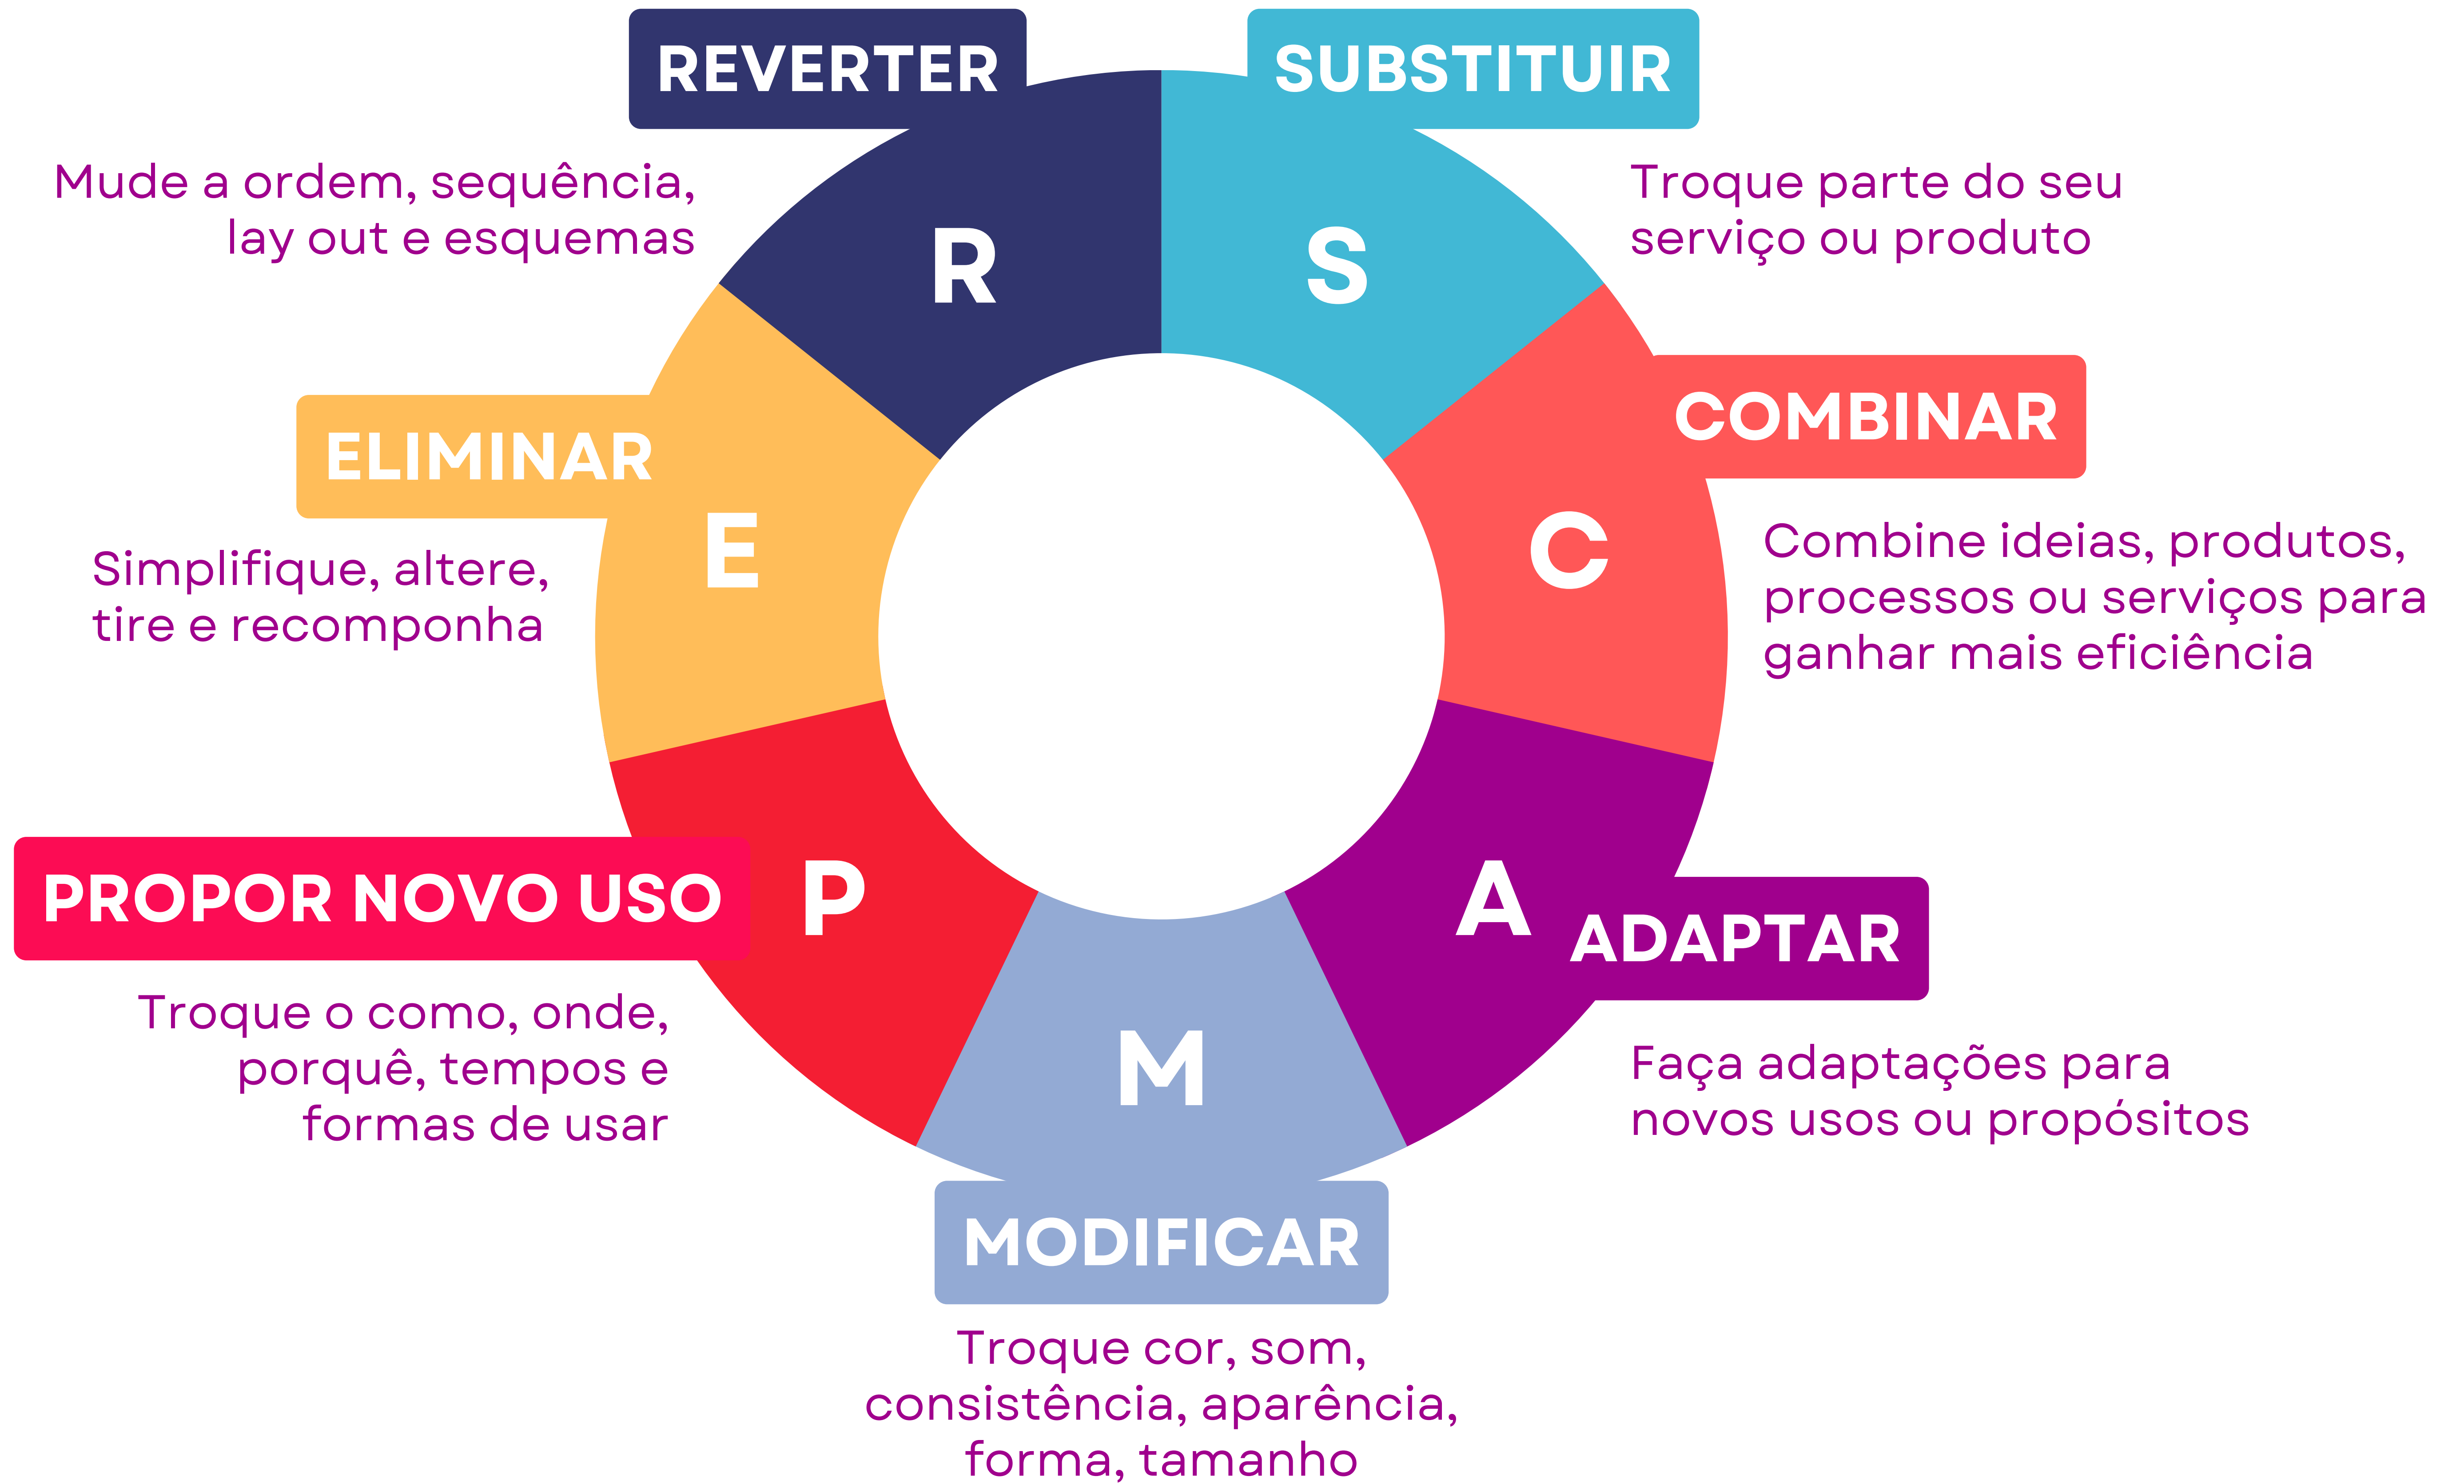 REVERTER
Mude a ordem, sequência,
lay out e esquemas
R
SUBSTITUIR
Troque parte do seu
serviço ou produto
S
COMBINAR
Combine ideias, produtos,
processos ou serviços para
ganhar mais eficiência
C
ADAPTAR
Faça adaptações para
novos usos ou propósitos
A
M
MODIFICAR
Troque cor, som,
consistência, aparência,
forma, tamanho
PROPOR NOVO USO
Troque o como, onde,
porquê, tempos e
formas de usar
P
ELIMINAR
Simplifique, altere,
tire e recomponha
E